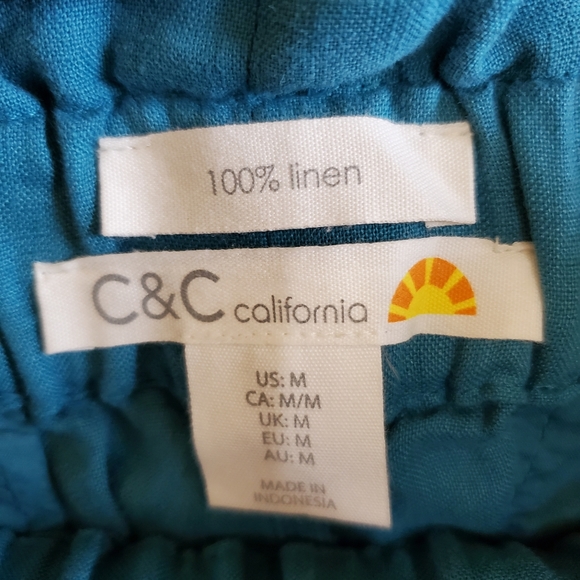 100% linen
C&C california
US: M
CA: M/M
UK: M
EU: M
AU: M
MADE IN
INDONESIA